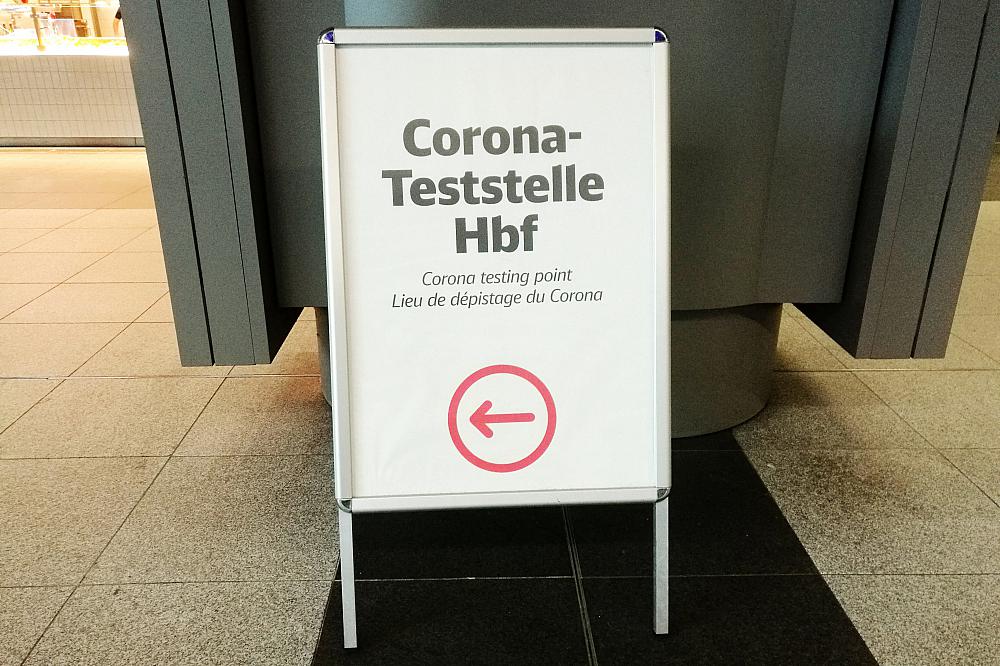 Corona-
Teststelle
Hbf
Corona testing point
Lieu de dépistage du Corona